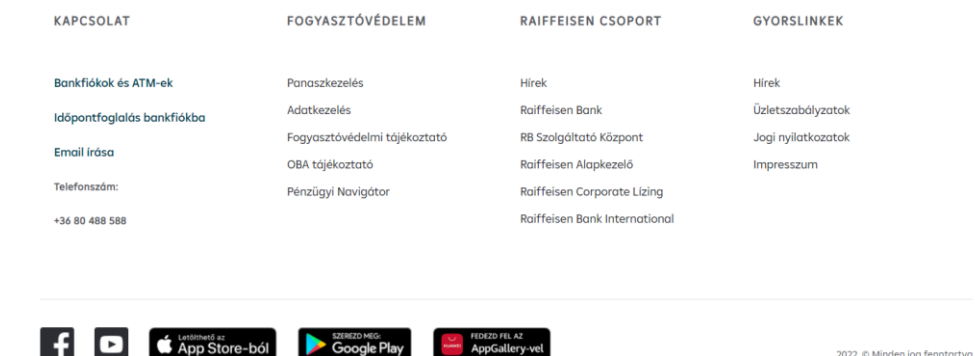 KAPCSOLAT
Bankfiókok és ATM-ek
Időpontfoglalás bankfiókba
Email írása
Telefonszám:
+36 80 488 588
FOGYASZTÓVÉDELEM
Panaszkezelés
Adatkezelés
Fogyasztóvédelmi tájékoztató
OBA tájékoztató
Pénzügyi Navigátor
RAIFFEISEN CSOPORT
Hírek
Raiffeisen Bank
RB Szolgáltató Központ
Raiffeisen Alapkezelő
Raiffeisen Corporate Lízing
Raiffeisen Bank International
GYORSLINKEK
Hírek
Üzletszabályzatok
Jogi nyilatkozatok
Impresszum
Letölthető az
App Store-ból
SZEREZD MEG:
Google Play
HUAWEI
FEDEZD FEL AZ
AppGallery-vel
2022. © Minden jog fenntartva